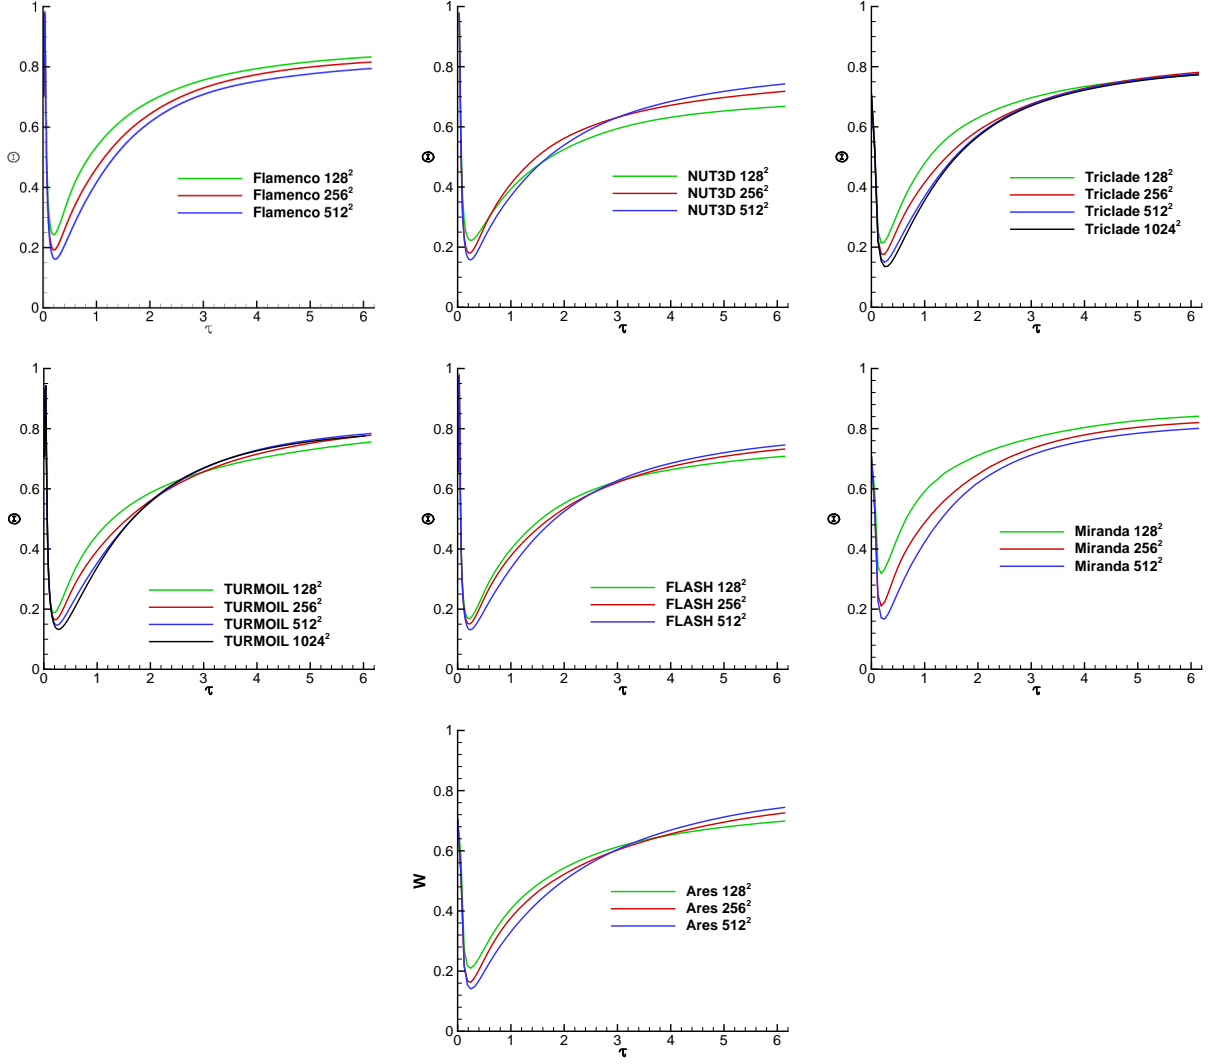 1
0.8
0.6
0.4
0.2
0
Θ
0 1 2 3 4 5 6
τ
Flamenco 128²
Flamenco 256²
Flamenco 512²
1
0.8
0.6
0.4
0.2
0
Θ
0 1 2 3 4 5 6
τ
NUT3D 128²
NUT3D 256²
NUT3D 512²
1
0.8
0.6
0.4
0.2
0
Θ
0 1 2 3 4 5 6
τ
Triclade 128²
Triclade 256²
Triclade 512²
Triclade 1024²
1
0.8
0.6
0.4
0.2
0
Θ
0 1 2 3 4 5 6
τ
TURMOIL 128²
TURMOIL 256²
TURMOIL 512²
TURMOIL 1024²
1
0.8
0.6
0.4
0.2
0
Θ
0 1 2 3 4 5 6
τ
FLASH 128²
FLASH 256²
FLASH 512²
1
0.8
0.6
0.4
0.2
0
Θ
0 1 2 3 4 5 6
τ
Miranda 128²
Miranda 256²
Miranda 512²
1
0.8
0.6
0.4
0.2
0
W
0 1 2 3 4 5 6
τ
Ares 128²
Ares 256²
Ares 512²